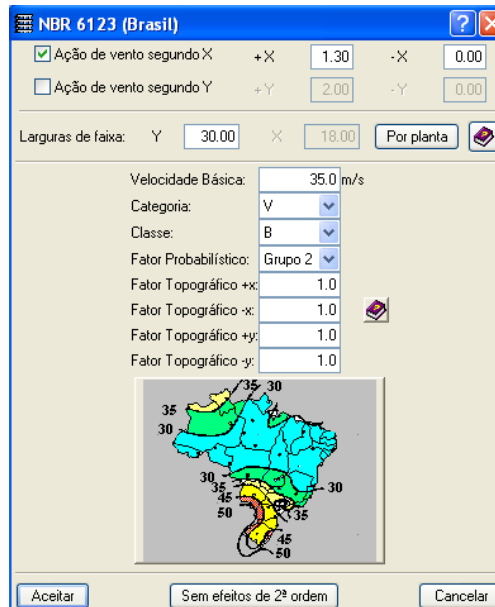 NBR 6123 (Brasil)
Ação de vento segundo X +X 1.30 -X 0.00
Ação de vento segundo Y +Y 2.00 -Y 0.00
Larguras de faixa: Y 30.00 X 18.00 Por planta
Velocidade Básica: 35.0 m/s
Categoria: V
Classe: B
Fator Probabilístico: Grupo 2
Fator Topográfico +x: 1.0
Fator Topográfico -x: 1.0
Fator Topográfico +y: 1.0
Fator Topográfico -y: 1.0
35 30
35
30
30 30
35 35
45
50
45
50
Aceitar Sem efeitos de 2ª ordem Cancelar